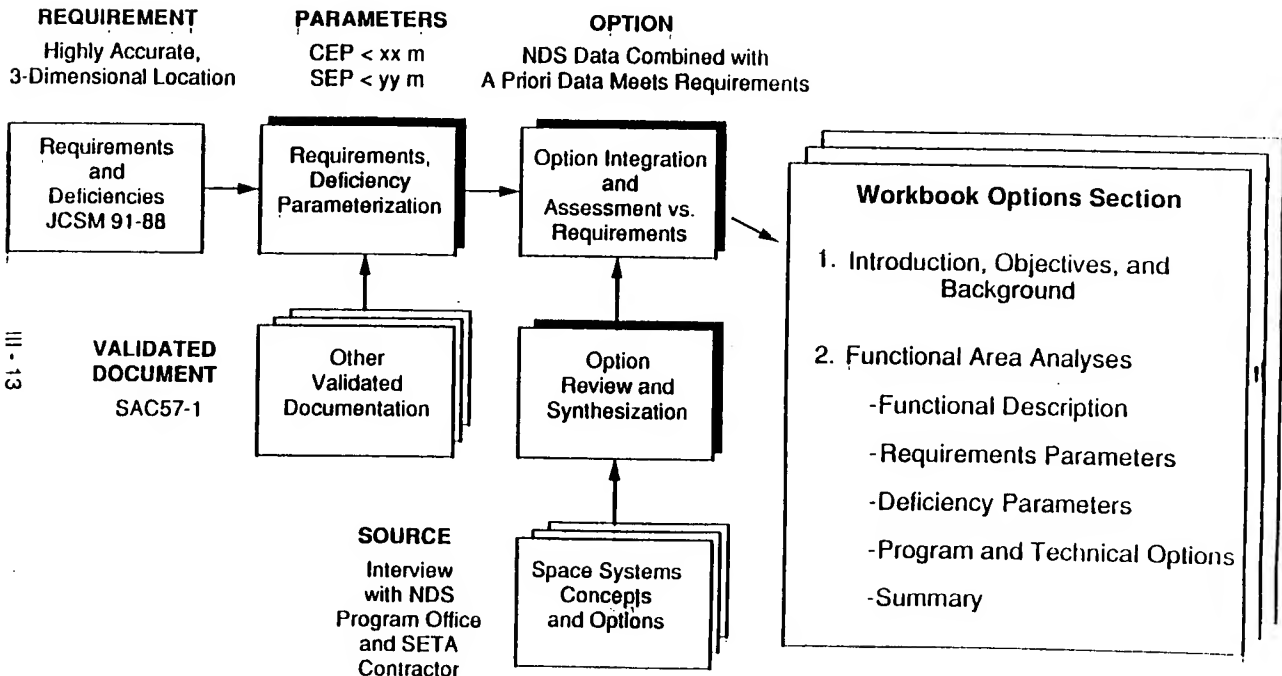 REQUIREMENT
Highly Accurate,
3-Dimensional Location
PARAMETERS
CEP < xx m
SEP < yy m
OPTION
NDS Data Combined with
A Priori Data Meets Requirements
Requirements
and
Deficiencies
JCSM 91-88
Requirements,
Deficiency
Parameterization
Option Integration
and
Assessment vs.
Requirements
VALIDATED
DOCUMENT
SAC57-1
Other
Validated
Documentation
Option
Review and
Synthesization
SOURCE
Interview
with NDS
Program Office
and SETA
Contractor
Space Systems
Concepts
and Options
Workbook Options Section
1. Introduction, Objectives, and
Background
2. Functional Area Analyses
-Functional Description
-Requirements Parameters
-Deficiency Parameters
-Program and Technical Options
-Summary
III - 13